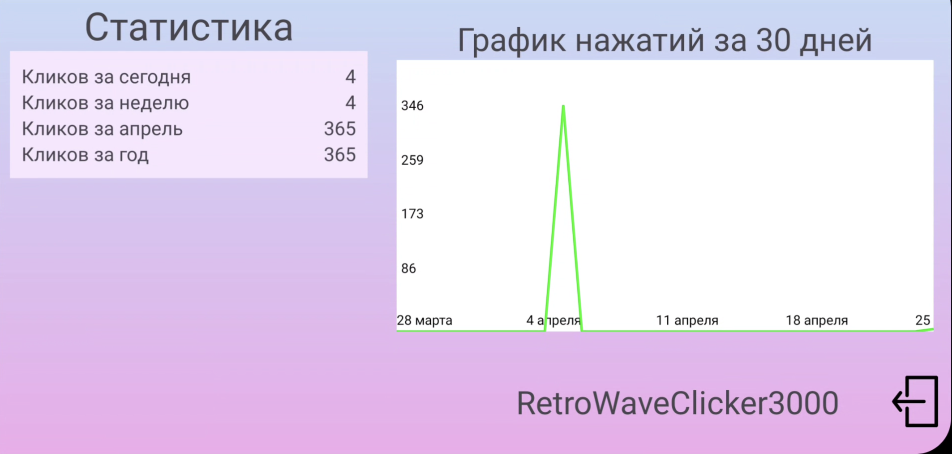 Статистика
Кликов за сегодня 4
Кликов за неделю 4
Кликов за апрель 365
Кликов за год 365
График нажатий за 30 дней
346
259
173
86
28 марта 4 апреля 11 апреля 18 апреля 25
RetroWaveClicker3000